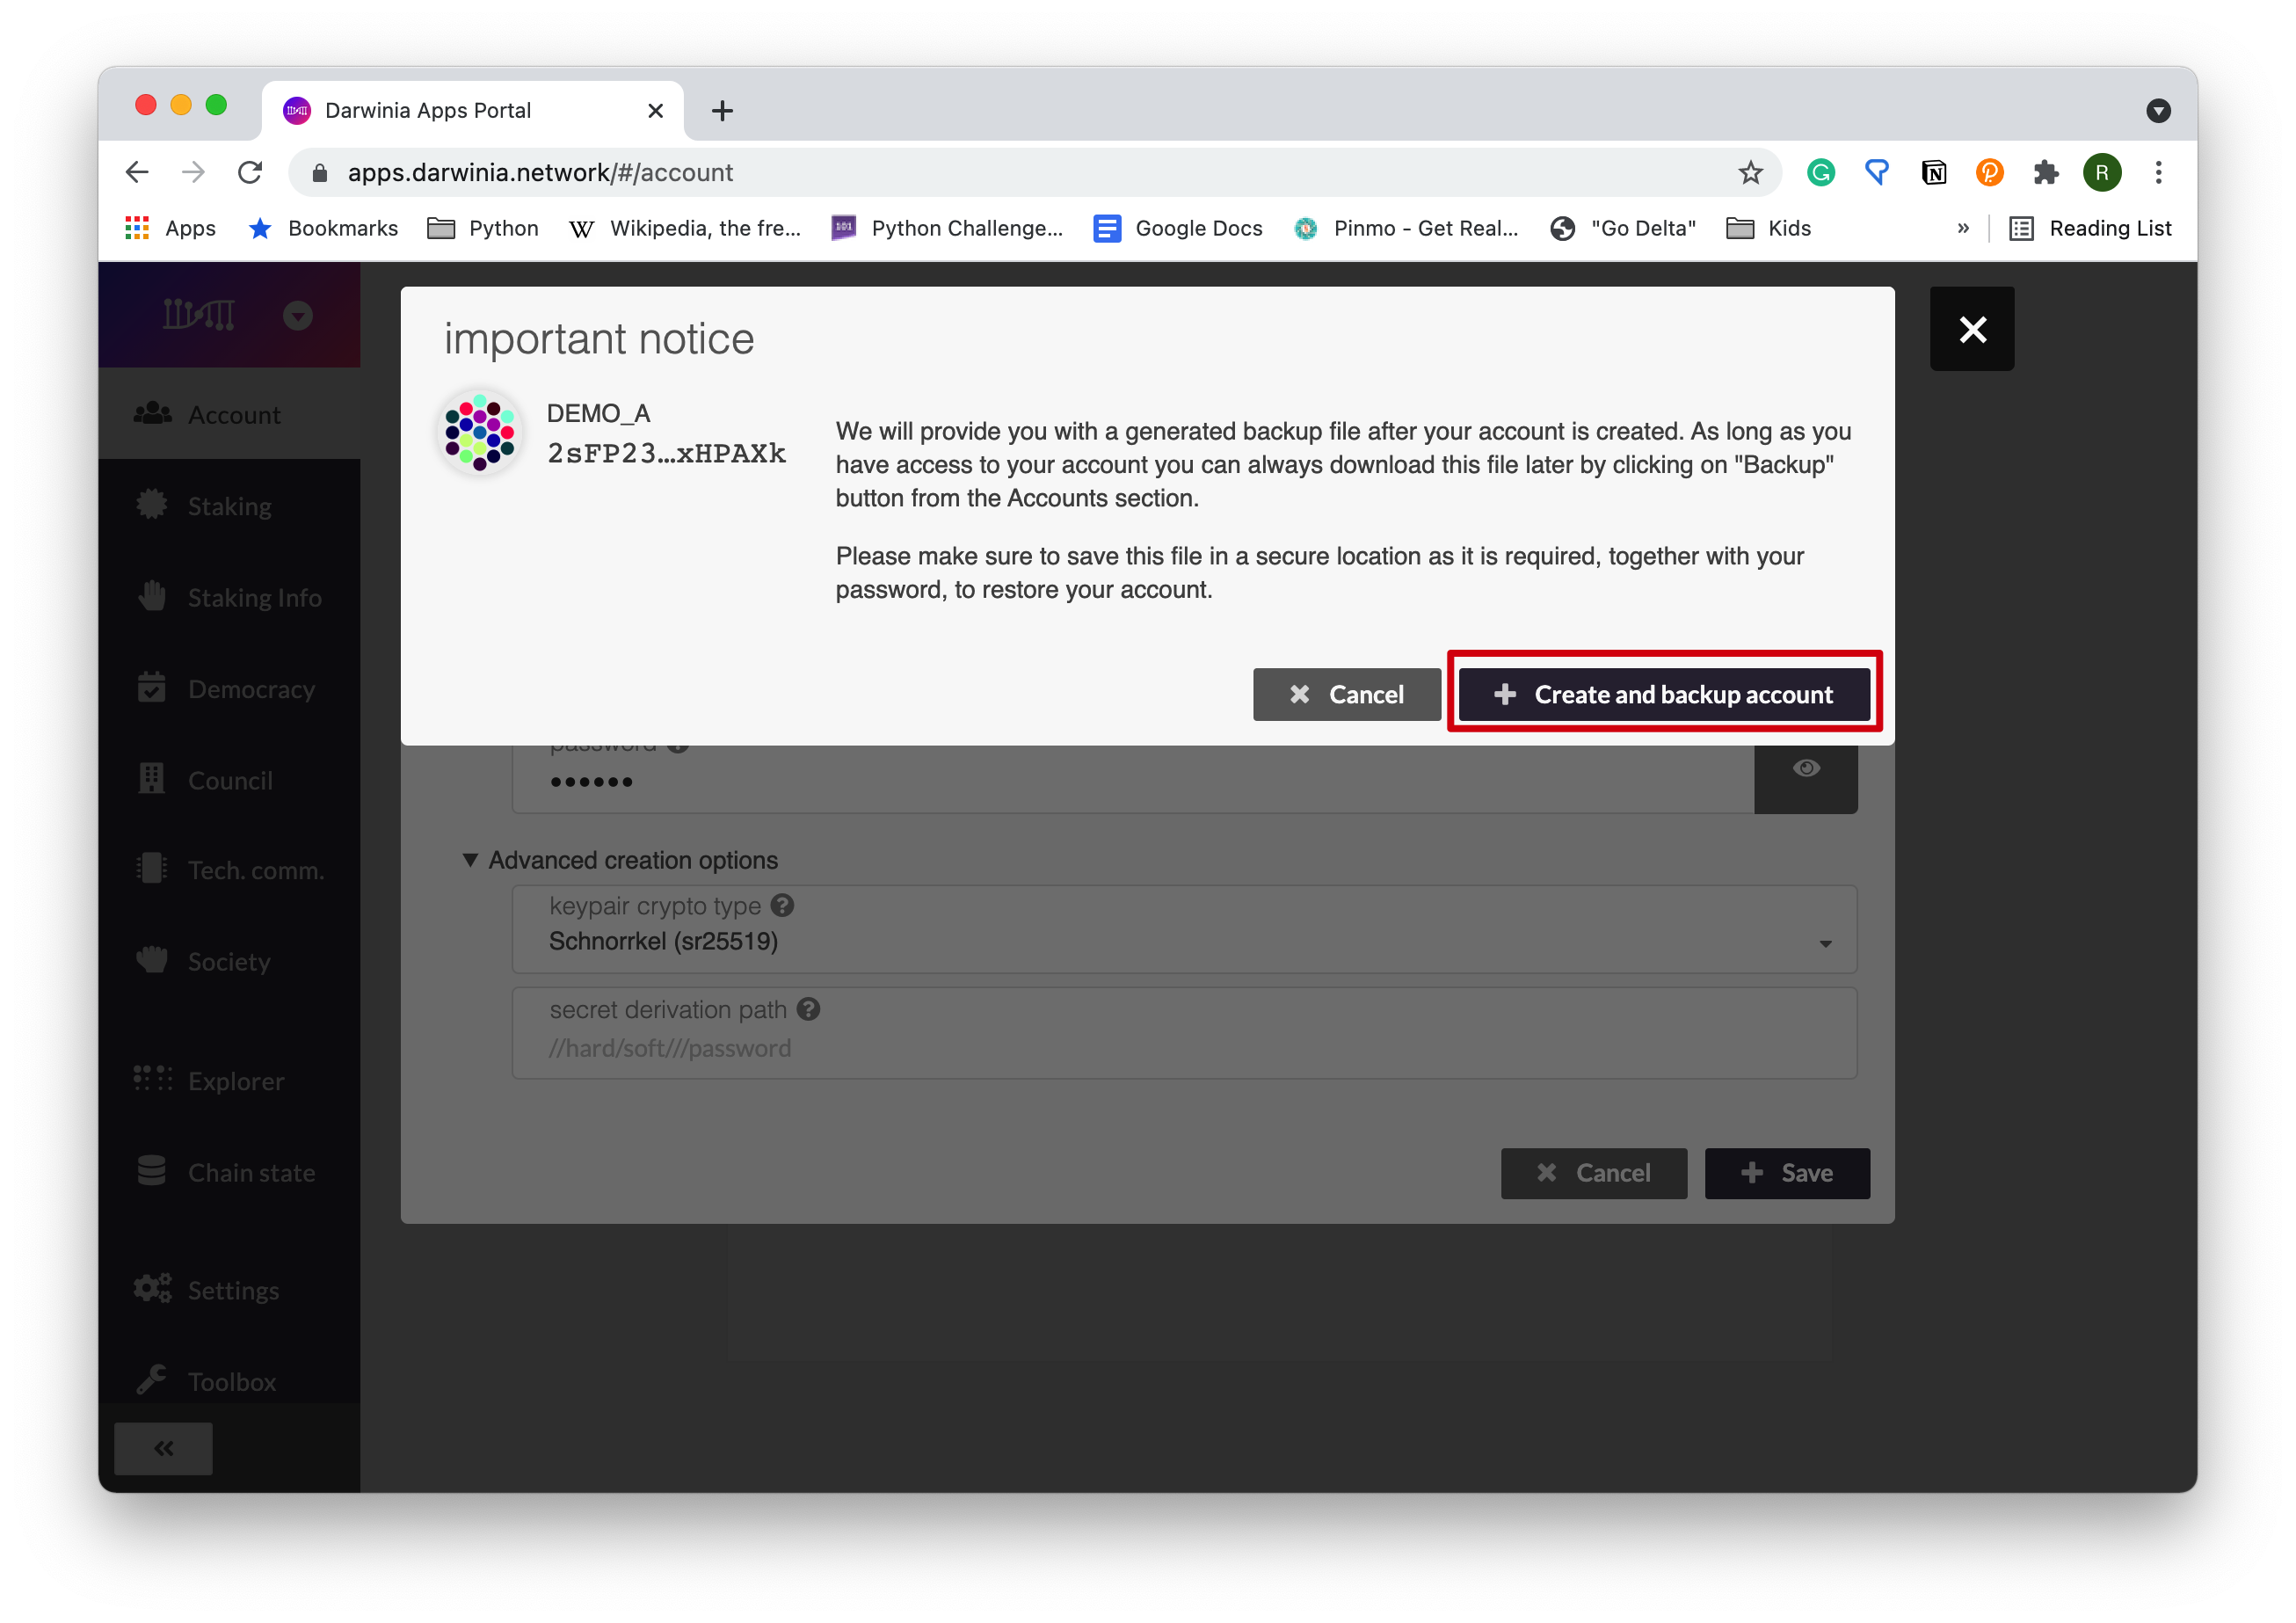 Darwinia Apps Portal
apps.darwinia.network/#/account
R
Apps
Bookmarks
Python
W
Wikipedia, the fre...
101
Python Challenge...
Google Docs
Pinmo - Get Real...
"Go Delta"
Kids
»
Reading List
important notice
DEMO_A
2sFP23…xHPAXk
We will provide you with a generated backup file after your account is created. As long as you
have access to your account you can always download this file later by clicking on "Backup"
button from the Accounts section.
Please make sure to save this file in a secure location as it is required, together with your
password, to restore your account.
Cancel
Create and backup account
Account
Staking
Staking Info
Democracy
Council
Tech. comm.
Society
Explorer
Chain state
Settings
Toolbox
password
••••••
Advanced creation options
keypair crypto type
Schnorrkel (sr25519)
secret derivation path
//hard/soft///password
Cancel
Save